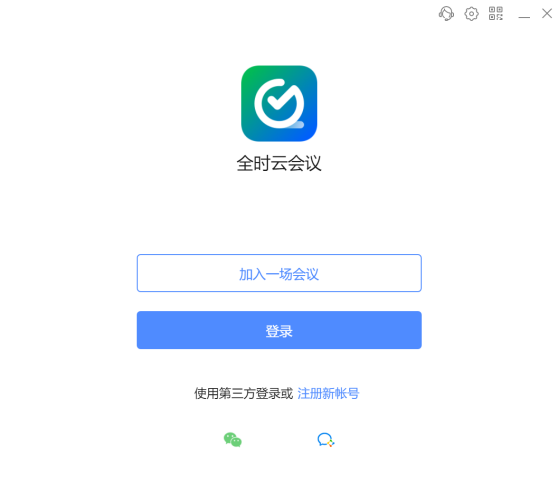 全时云会议
加入一场会议
登录
使用第三方登录或 注册新帐号